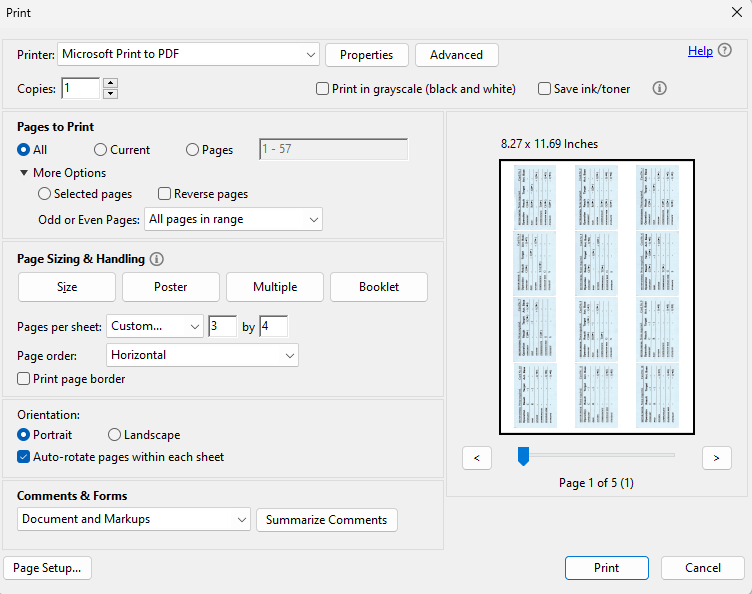 Print
Printer: Microsoft Print to PDF Properties Advanced Help ?
Copies: 1 Print in grayscale (black and white) Save ink/toner
Pages to Print
All Current Pages 1 - 57
More Options
Selected pages Reverse pages
Odd or Even Pages: All pages in range
Page Sizing & Handling
Size Poster Multiple Booklet
Pages per sheet: Custom... 3 by 4
Page order: Horizontal
Print page border
Orientation:
Portrait Landscape
Auto-rotate pages within each sheet
Comments & Forms
Document and Markups Summarize Comments
8.27 x 11.69 Inches
< >
Page 1 of 5 (1)
Page Setup... Print Cancel